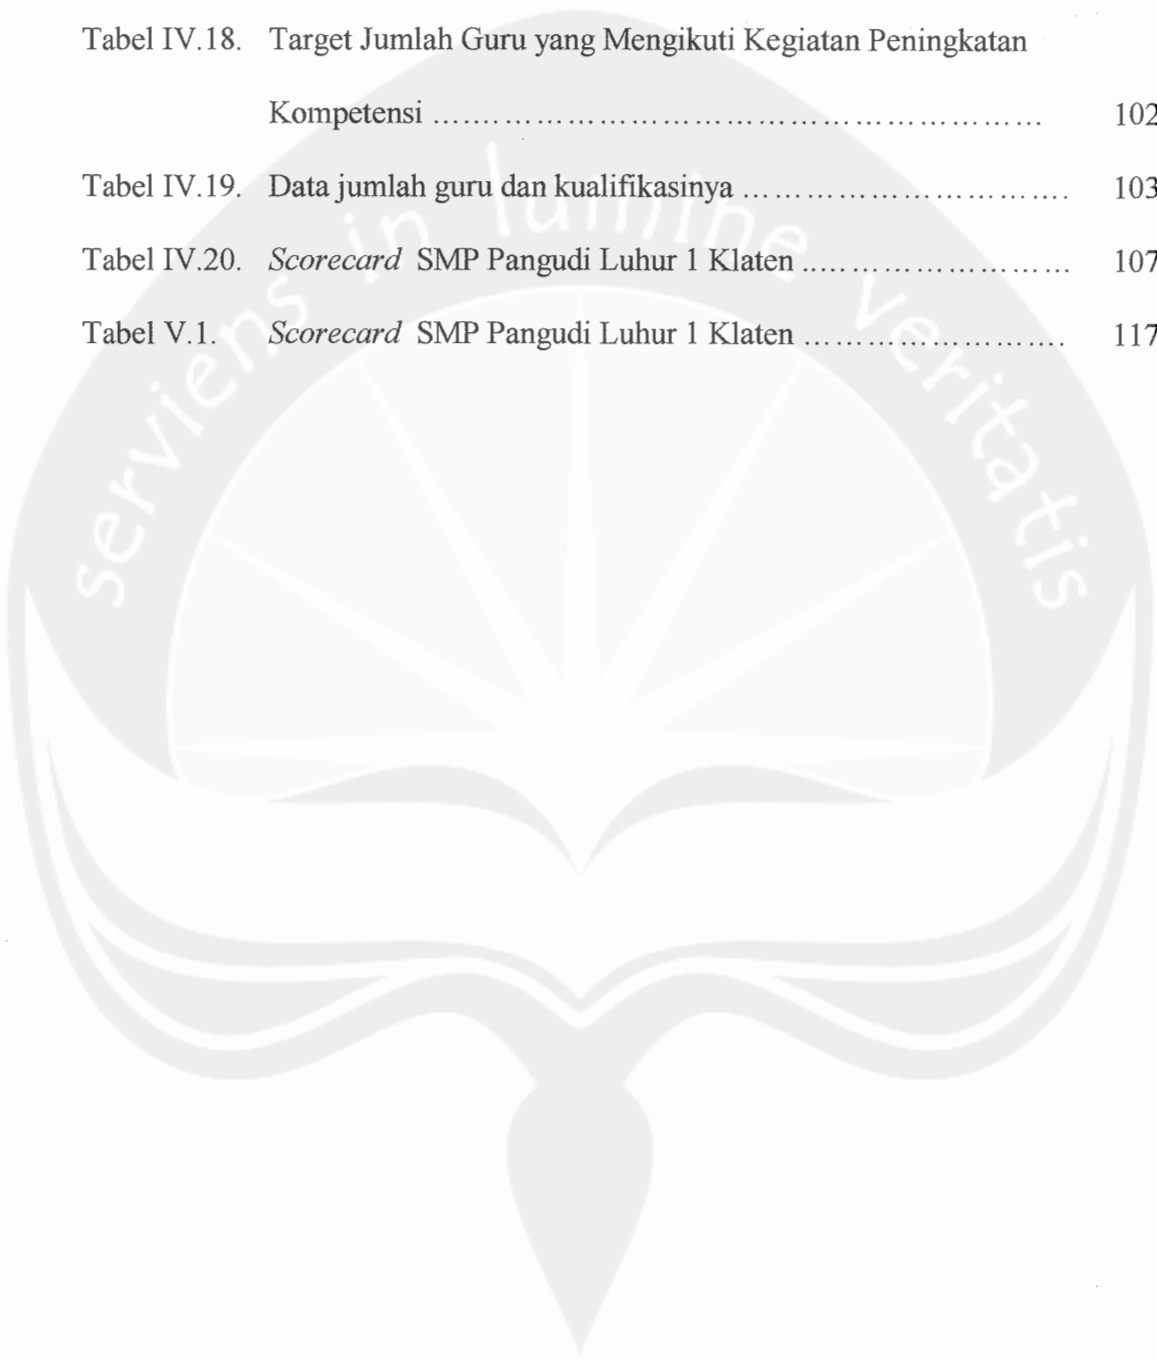 Tabel IV.18. Target Jumlah Guru yang Mengikuti Kegiatan Peningkatan
Kompetensi ........................................................ 102
Tabel IV.19. Data jumlah guru dan kualifikasinya ................................ 103
Tabel IV.20. Scorecard SMP Pangudi Luhur 1 Klaten .......................... 107
Tabel V.1. Scorecard SMP Pangudi Luhur 1 Klaten .......................... 117
serviens in lumine veritatis